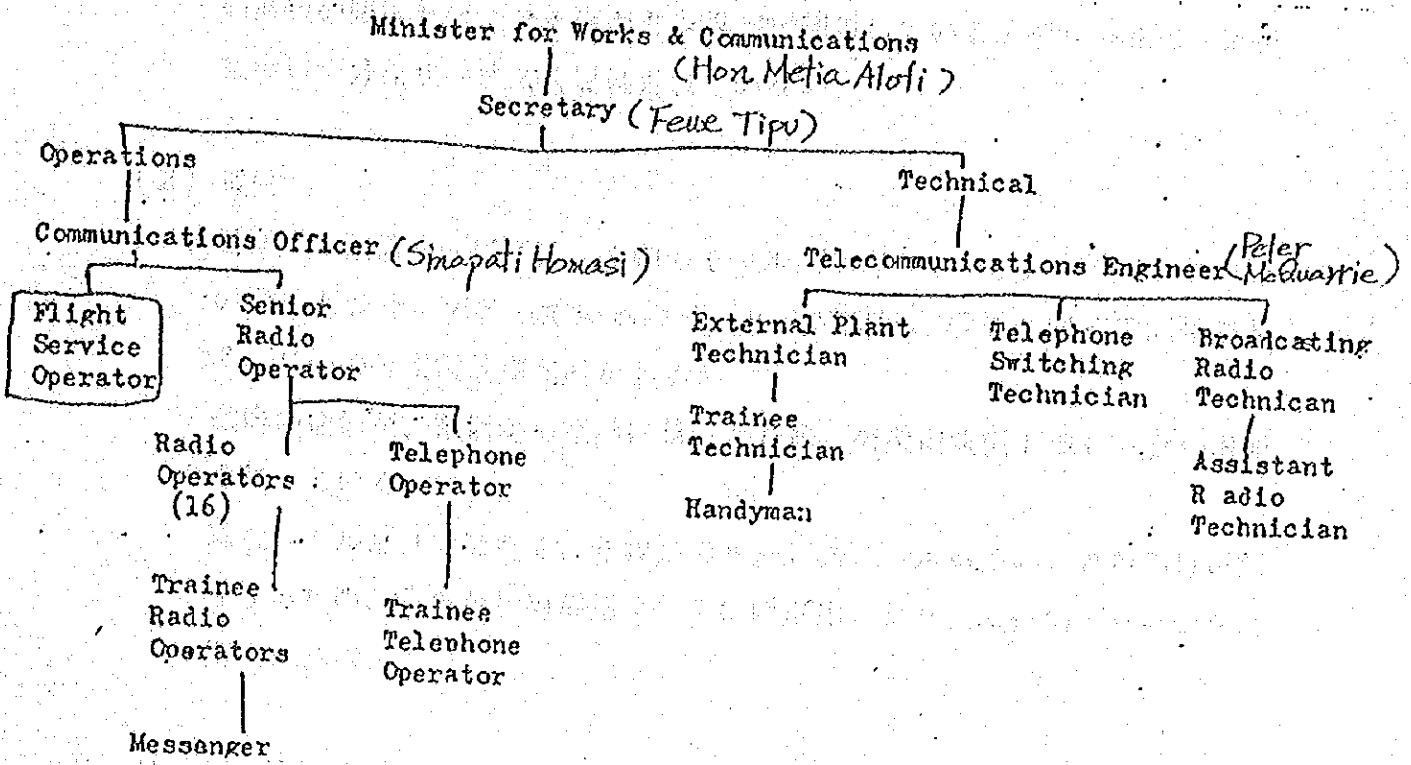 Minister for Works & Communications
(Hon Metia Alofi)
Secretary (Feue Tipu)
Operations
Technical
Communications Officer (Sinapati Homasi)
Telecommunications Engineer (Peter
McQuarrie)
Flight
Service
Operator
Senior
Radio
Operator
External Plant
Technician
Telephone
Switching
Technician
Broadcasting
Radio
Technican
Radio
Operators
(16)
Telephone
Operator
Trainee
Technician
Assistant
R adio
Technician
Handyman
Trainee
Radio
Operators
Trainee
Telephone
Operator
Messanger